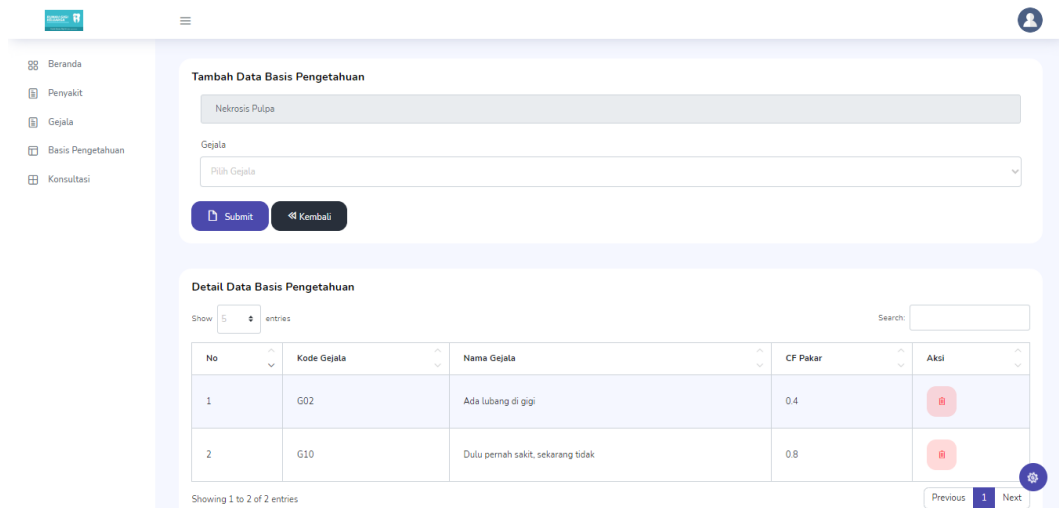 Beranda
Penyakit
Gejala
Basis Pengetahuan
Konsultasi
Tambah Data Basis Pengetahuan
Nekrosis Pulpa
Gejala
Pilih Gejala
Submit Kembali
Detail Data Basis Pengetahuan
Show 5 entries Search:
No Kode Gejala Nama Gejala CF Pakar Aksi
1 G02 Ada lubang di gigi 0.4
2 G10 Dulu pernah sakit, sekarang tidak 0.8
Showing 1 to 2 of 2 entries Previous 1 Next